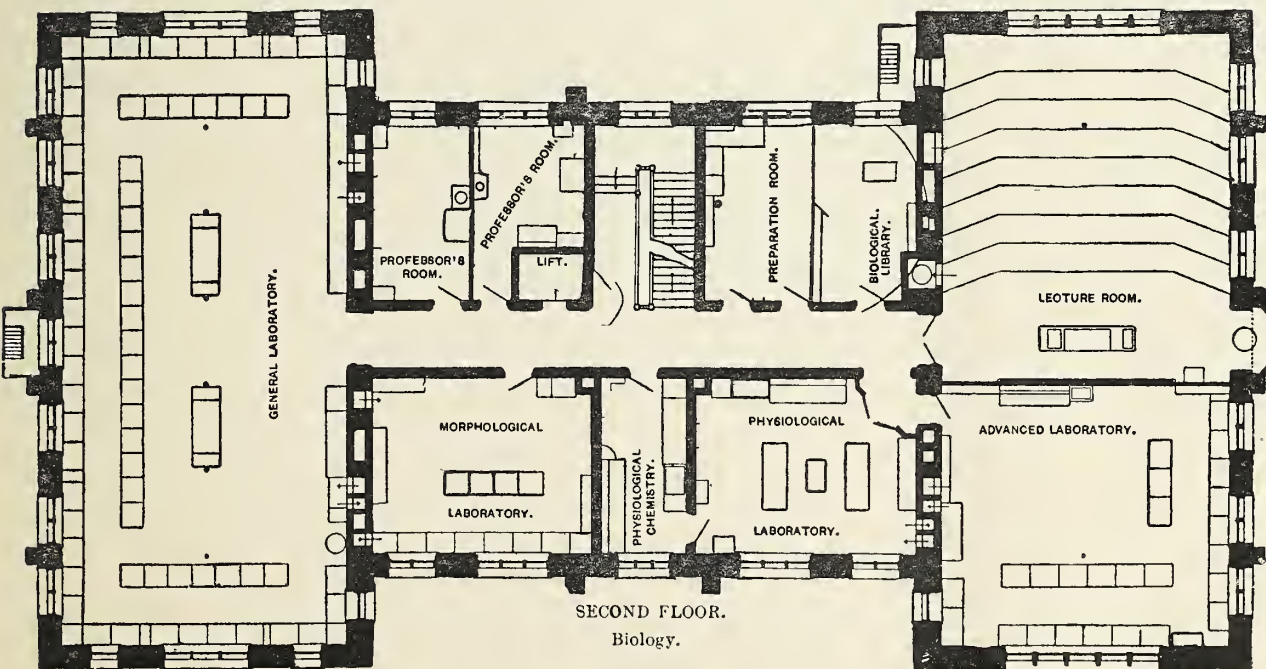 PROFESSOR'S ROOM.
PROFESSOR'S
ROOM.
LIFT.
PREPARATION ROOM.
BIOLOGICAL
LIBRARY.
LECTURE ROOM.
GENERAL LABORATORY.
MORPHOLOGICAL
LABORATORY.
PHYSIOLOGICAL
CHEMISTRY.
PHYSIOLOGICAL
LABORATORY.
ADVANCED LABORATORY.
SECOND FLOOR.
Biology.